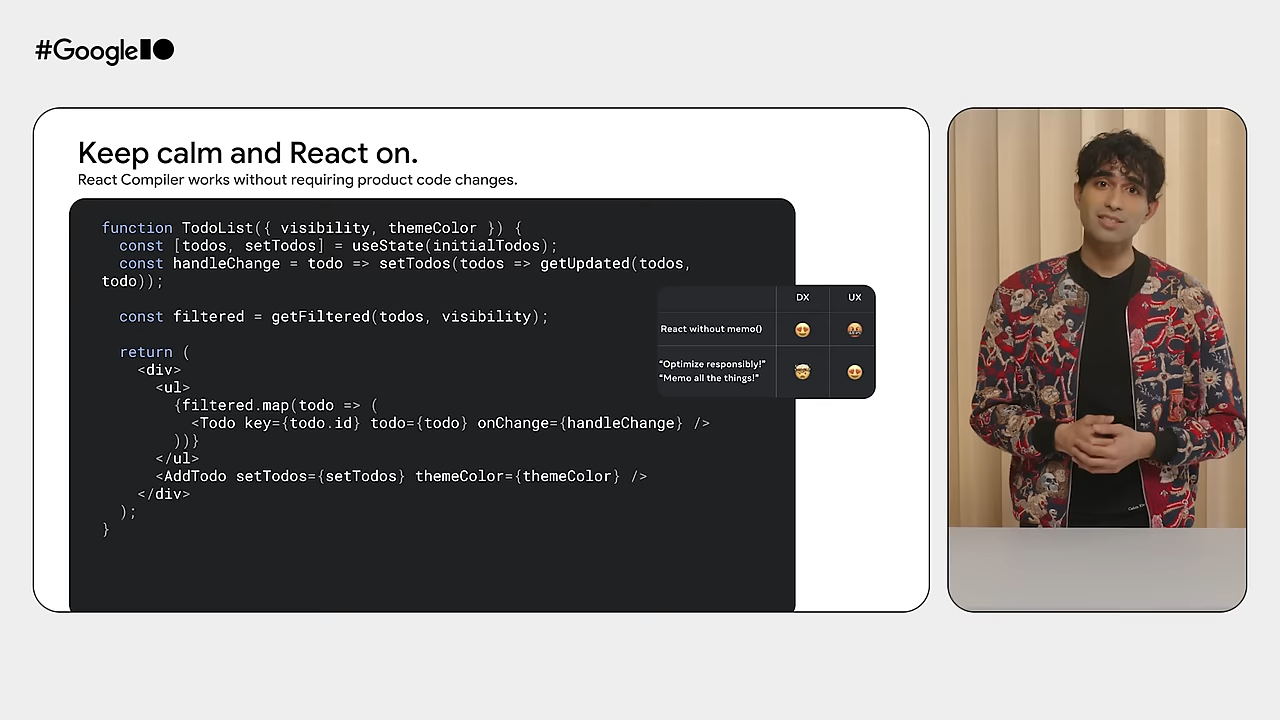 #GoogleIO
Keep calm and React on.
React Compiler works without requiring product code changes.
function TodoList({ visibility, themeColor }) {
  const [todos, setTodos] = useState(initialTodos);
  const handleChange = todo => setTodos(todos => getUpdated(todos,
todo));
  const filtered = getFiltered(todos, visibility);
  return (
    <div>
      <ul>
        {filtered.map(todo => (
          <Todo key={todo.id} todo={todo} onChange={handleChange} />
        ))}
      </ul>
      <AddTodo setTodos={setTodos} themeColor={themeColor} />
    </div>
  );
}
DX UX
React without memo()
"Optimize responsibly!"
"Memo all the things!"